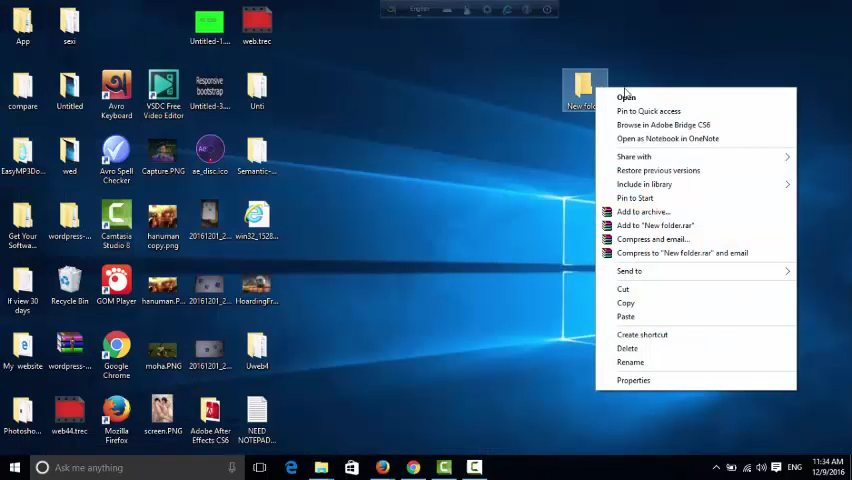 English
App
sexi
Untitled-1....
web.trec
compare
Untitled
Avro
Keyboard
VSDC Free
Video Editor
Responsive
bootstrap
Untitled-3....
Unti
New fol
EasyMP3Do...
wed
Avro Spell
Checker
Capture.PNG
Ae
ae_disc.ico
Semantic-...
Get Your
Softwa...
wordpress-...
Camtasia
Studio 8
hanuman
copy.png
20161201_2...
win32_1528...
If view 30
days
Recycle Bin
GOM Player
hanuman.P...
20161201_2...
HoardingFr...
My website
wordpress-...
Google
Chrome
moha.PNG
20161201_2...
Uweb4
Photosho...
web44.trec
Mozilla
Firefox
screen.PNG
Adobe After
Effects CS6
NEED
NOTEPAD...
Open
Pin to Quick access
Browse in Adobe Bridge CS6
Open as Notebook in OneNote
Share with
Restore previous versions
Include in library
Pin to Start
Add to archive...
Add to "New folder.rar"
Compress and email...
Compress to "New folder.rar" and email
Send to
Cut
Copy
Paste
Create shortcut
Delete
Rename
Properties
Ask me anything
ENG
11:34 AM
12/9/2016